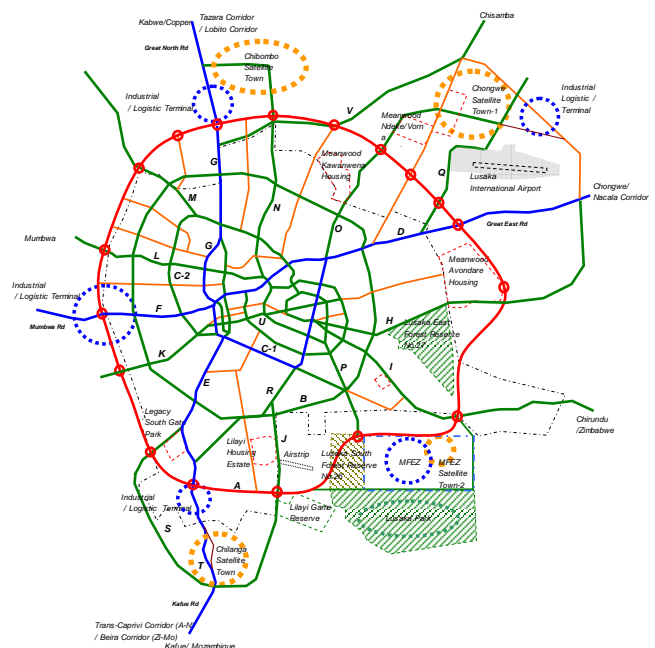 Kabwe/Copper
Tazara Corridor
/ Lobito Corridor
Chisamba
Great North Rd
Chibombo
Satellite
Town
Industrial
/ Logistic Terminal
Chongwe
Satellite
Town-1
Industrial
Logistic /
Terminal
V
Meanwood
Ndeke/Vorn
a
G
Meanwood
Kawanwena
Housing
Q
Lusaka
International Airport
Chongwe/
Nacala Corridor
M
N
O
D
Great East Rd
Mumbwa
G
L
C-2
Meanwood
Avondare
Housing
Industrial
/ Logistic Terminal
F
Mumbwa Rd
U
H
Lusaka East
Forest Reserve
No.27
K
C-1
E
P
I
R
B
Legacy
South Gat
Park
Chirundu
/Zimbabwe
Lilayi
Housing
Estate
J
Airstrip
Lusaka South
Forest Reserve
No.26
MFEZ
MFEZ
Satellite
Town-2
A
Industrial
/ Logistic Terminal
Lilayi Game
Reserve
Lusaka Park
S
T
Chilanga
Satellite
Town
Kafue Rd
Trans-Caprivi Corridor (A-N)
/ Beira Corridor (Zi-Mo)
Kafue/ Mozambique